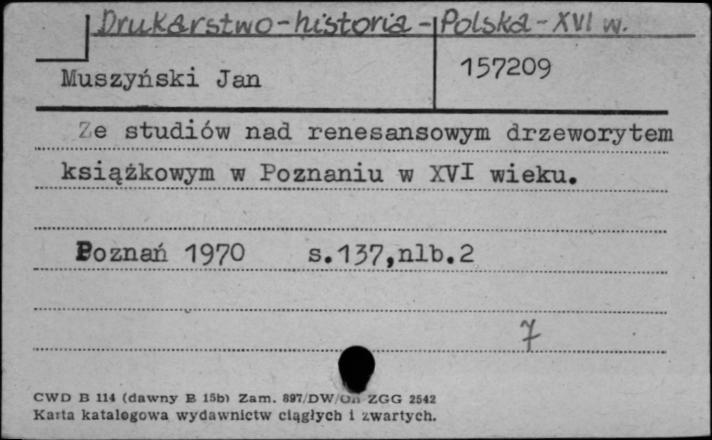 Drukarstwo-historia-Polska-XVI w.
Muszyński Jan
157209
Ze studiów nad renesansowym drzeworytem
książkowym w Poznaniu w XVI wieku.
Poznań 1970 s.137,nlb.2
7
CWD B 114 (dawny B 15b) Zam. 897/DW/ ZGG 2542
Karta katalogowa wydawnictw ciągłych i zwartych.